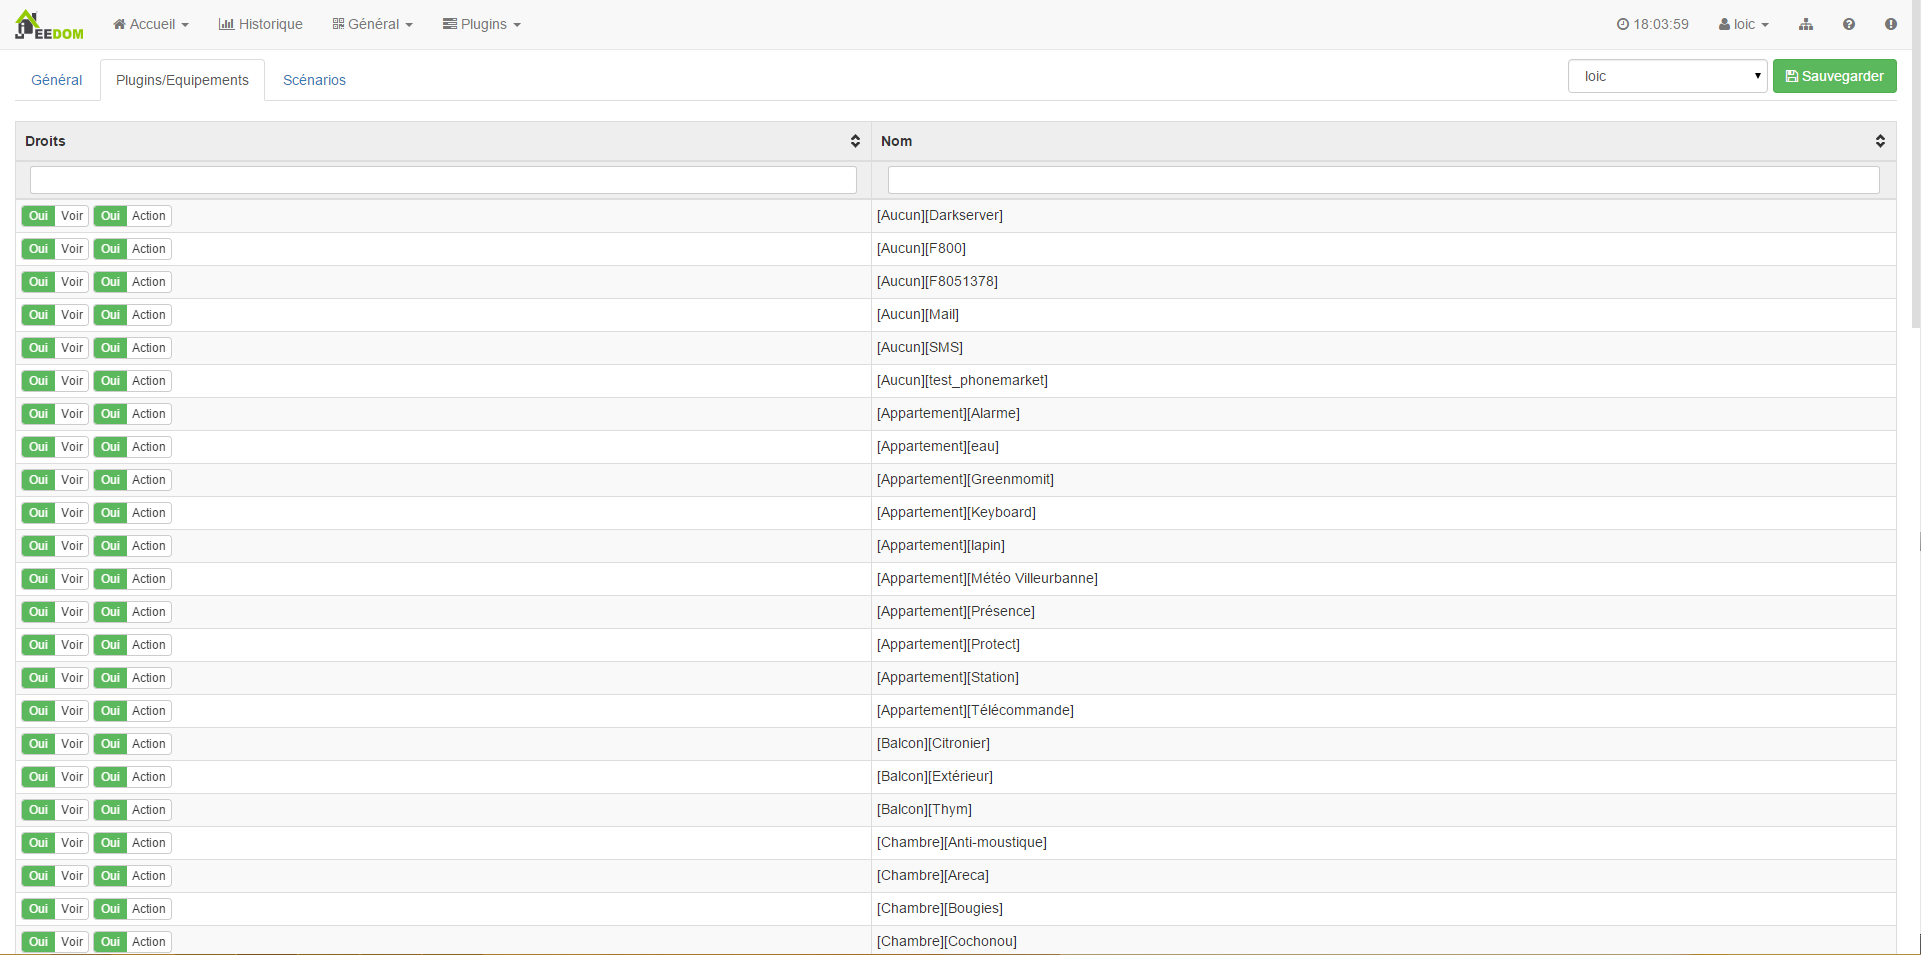 JEEDOM Accueil Historique Général Plugins 18:03:59 loic
Général Plugins/Equipements Scénarios loic Sauvegarder
Droits Nom
Oui Voir Oui Action [Aucun][Darkserver]
Oui Voir Oui Action [Aucun][F800]
Oui Voir Oui Action [Aucun][F8051378]
Oui Voir Oui Action [Aucun][Mail]
Oui Voir Oui Action [Aucun][SMS]
Oui Voir Oui Action [Aucun][test_phonemarket]
Oui Voir Oui Action [Appartement][Alarme]
Oui Voir Oui Action [Appartement][eau]
Oui Voir Oui Action [Appartement][Greenmomit]
Oui Voir Oui Action [Appartement][Keyboard]
Oui Voir Oui Action [Appartement][lapin]
Oui Voir Oui Action [Appartement][Météo Villeurbanne]
Oui Voir Oui Action [Appartement][Présence]
Oui Voir Oui Action [Appartement][Protect]
Oui Voir Oui Action [Appartement][Station]
Oui Voir Oui Action [Appartement][Télécommande]
Oui Voir Oui Action [Balcon][Citronier]
Oui Voir Oui Action [Balcon][Extérieur]
Oui Voir Oui Action [Balcon][Thym]
Oui Voir Oui Action [Chambre][Anti-moustique]
Oui Voir Oui Action [Chambre][Areca]
Oui Voir Oui Action [Chambre][Bougies]
Oui Voir Oui Action [Chambre][Cochonou]